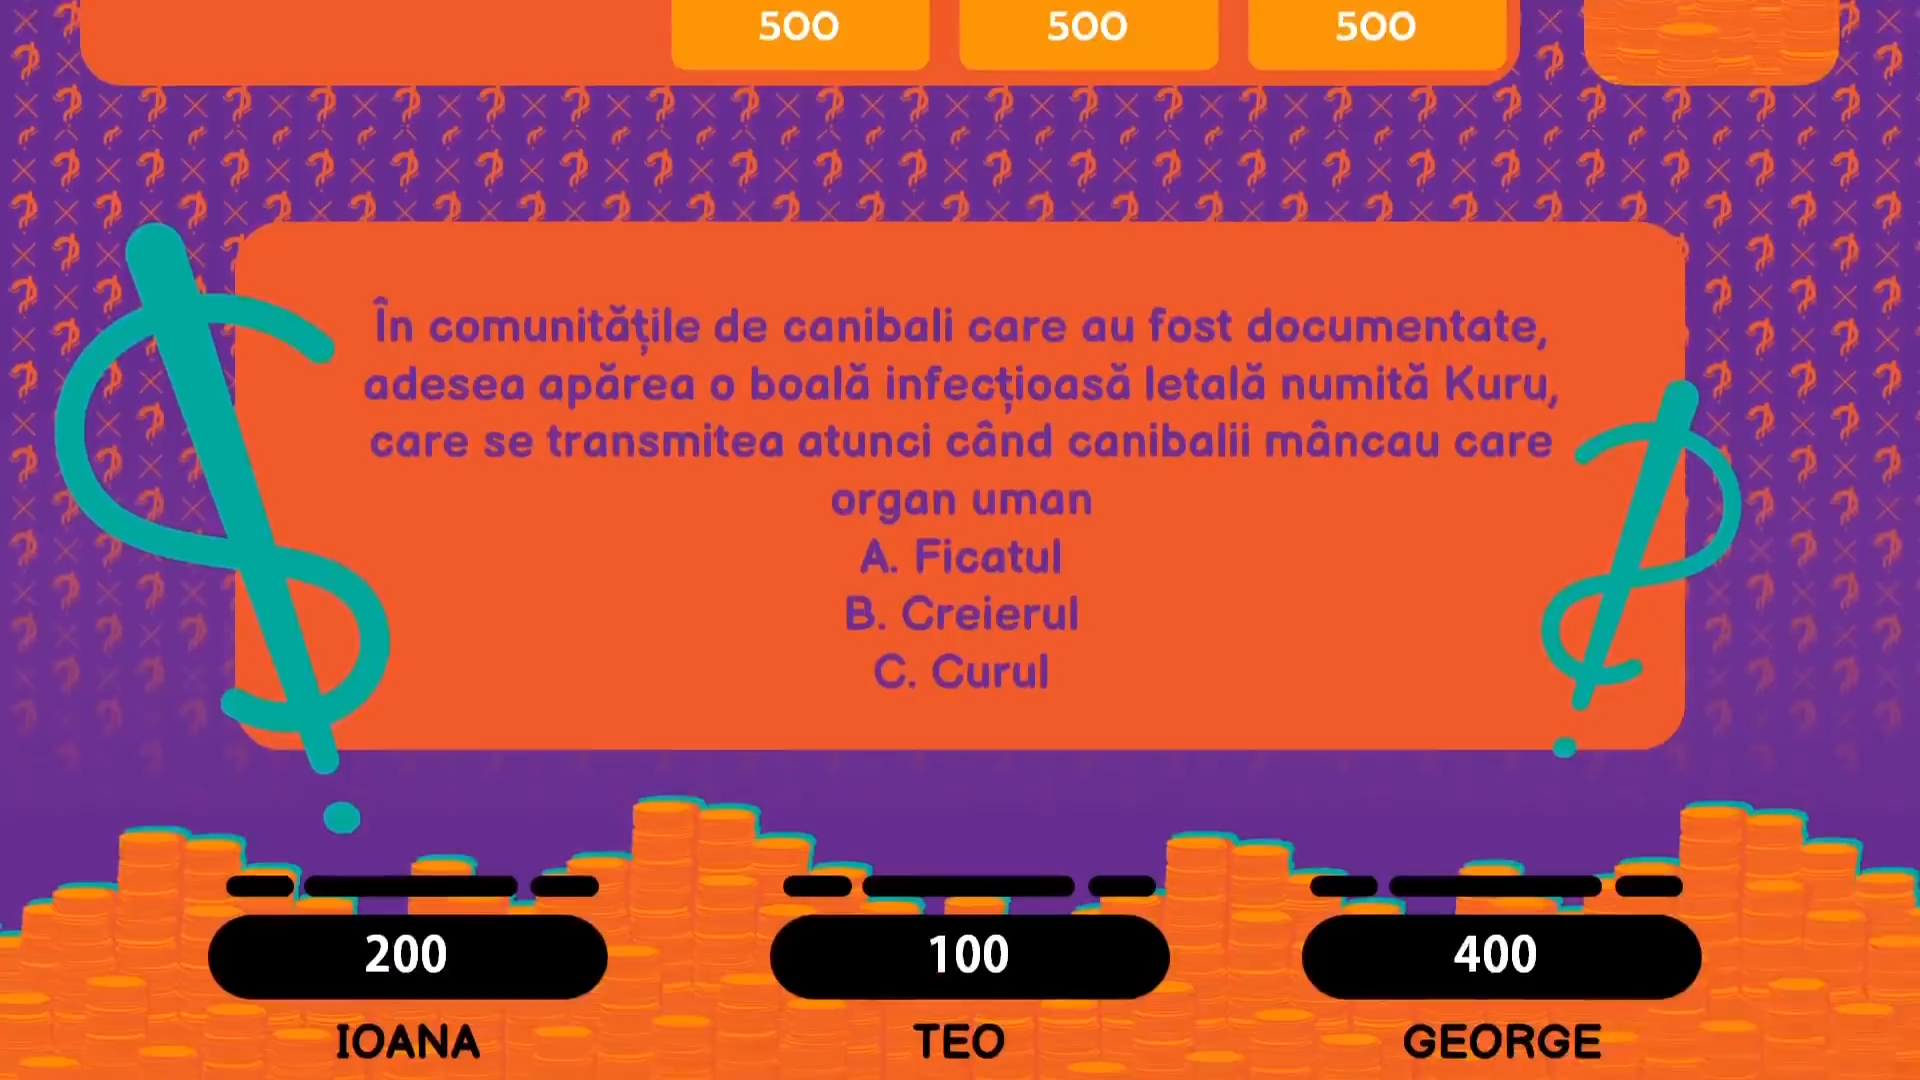 500 500 500
În comunitățile de canibali care au fost documentate,
adesea apărea o boală infecțioasă letală numită Kuru,
care se transmitea atunci când canibalii mâncau care
organ uman
A. Ficatul
B. Creierul
C. Curul
200 100 400
IOANA TEO GEORGE